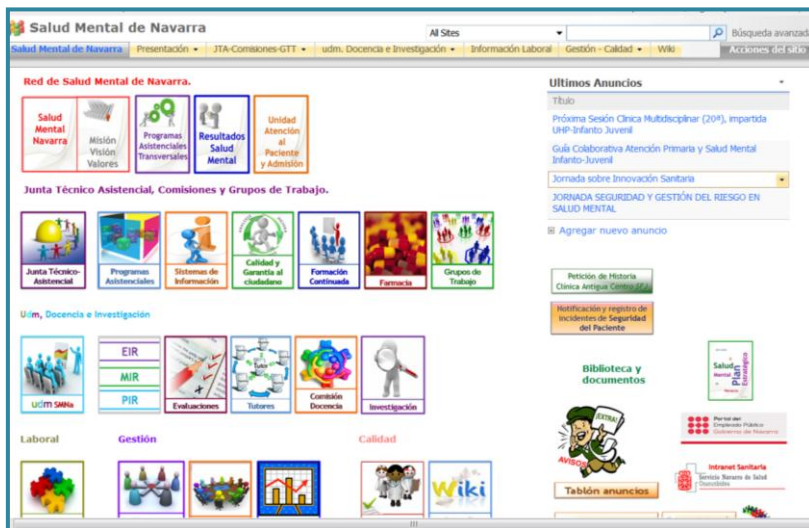 Salud Mental de Navarra
All Sites
Búsqueda avanzada
Salud Mental de Navarra
Presentación
JTA-Comisiones-GTT
udm. Docencia e Investigación
Información Laboral
Gestión - Calidad
Wiki
Acciones del sitio
Red de Salud Mental de Navarra.
Salud
Mental
Navarra
Misión
Visión
Valores
Programas
Asistenciales
Transversales
Resultados
Salud
Mental
Unidad
Atención
al
Paciente
y Admisión
Junta Técnico Asistencial, Comisiones y Grupos de Trabajo.
Junta Técnico-
Asistencial
Programas
Asistenciales
Sistemas de
Información
Calidad y
Garantía al
ciudadano
Formación
Continuada
Farmacia
Grupos de
Trabajo
Udm, Docencia e Investigación
udm SMNa
EIR
MIR
PIR
Evaluaciones
Tutor
Tutores
Comisión
Docencia
Investigación
Laboral
Gestión
Calidad
Wiki
Ultimos Anuncios
Título
Próxima Sesión Clinica Multidisciplinar (20ª), impartida
UHP-Infanto Juvenil
Guía Colaborativa Atención Primaria y Salud Mental
Infanto-Juvenil
Jornada sobre Innovación Sanitaria
JORNADA SEGURIDAD Y GESTIÓN DEL RIESGO EN
SALUD MENTAL
Agregar nuevo anuncio
Petición de Historia
Clínica Antigua Centro
Notificación y registro de
incidentes de Seguridad
del Paciente
Biblioteca y
documentos
Salud
Mental
Plan
Estratégico
¡EXTRA!
AVISOS
Tablón anuncios
Portal del
Empleado Público
Gobierno de Navarra
Intranet Sanitaria
Servicio Navarro de Salud
Osasunbidea